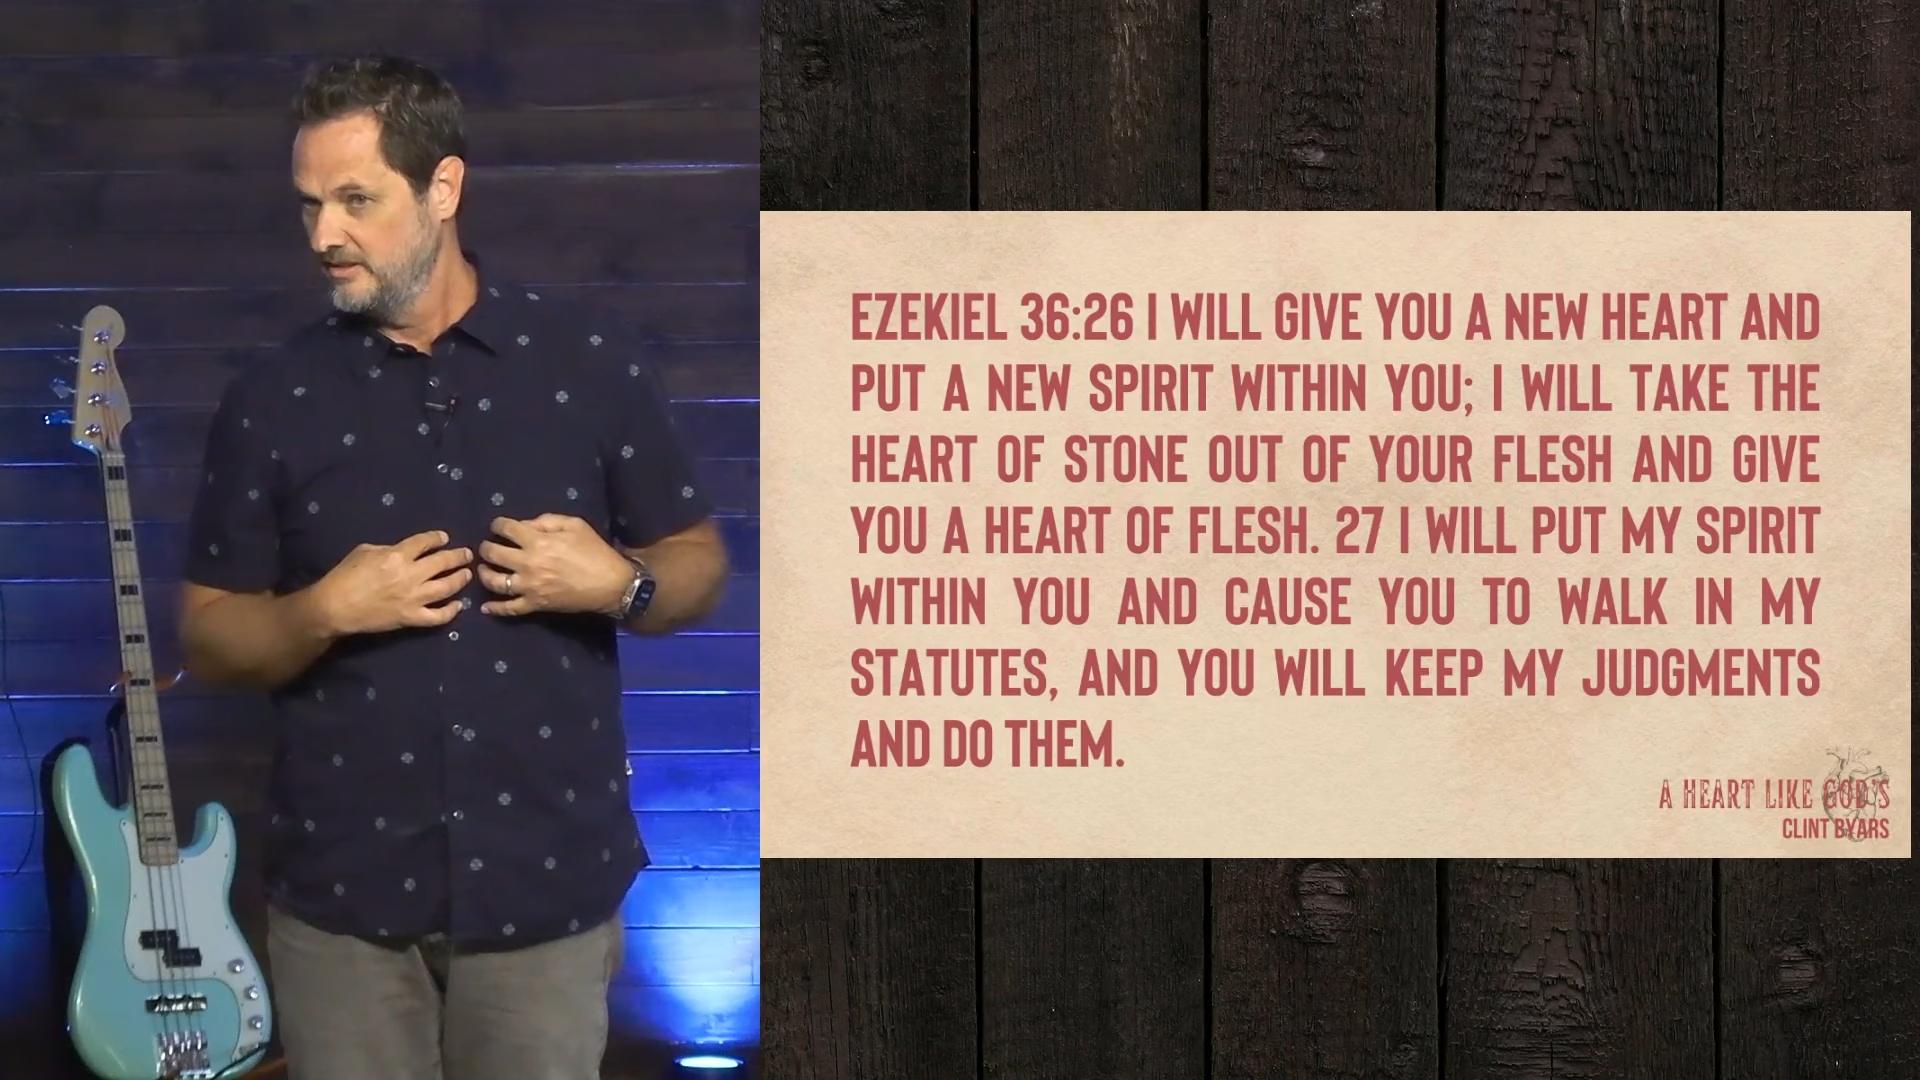 EZEKIEL 36:26 I WILL GIVE YOU A NEW HEART AND
PUT A NEW SPIRIT WITHIN YOU; I WILL TAKE THE
HEART OF STONE OUT OF YOUR FLESH AND GIVE
YOU A HEART OF FLESH. 27 I WILL PUT MY SPIRIT
WITHIN YOU AND CAUSE YOU TO WALK IN MY
STATUTES, AND YOU WILL KEEP MY JUDGMENTS
AND DO THEM.
A HEART LIKE GOD'S
CLINT BYARS